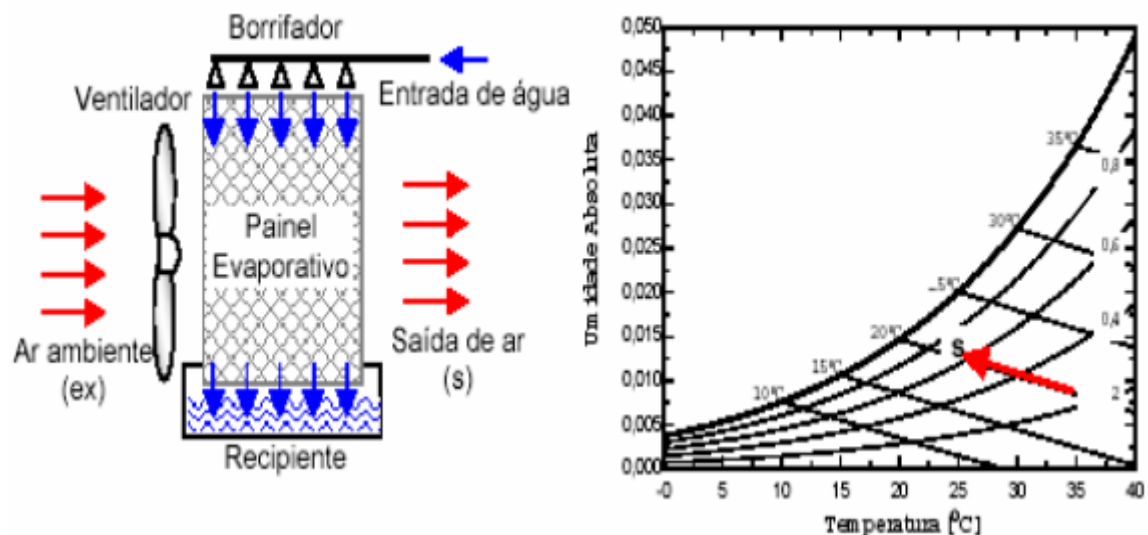 Borrifador
Entrada de água
Ventilador
Painel
Evaporativo
Ar ambiente
(ex)
Saída de ar
(s)
Recipiente
Umidade Absoluta
0,050
0,045
0,040
0,035
0,030
0,025
0,020
0,015
0,010
0,005
0,000
35ºC
30ºC
20ºC
15ºC
10ºC
0,8
0,6
0,4
2
S
-0
5
10
15
20
25
30
35
40
Temperatura [ºC]